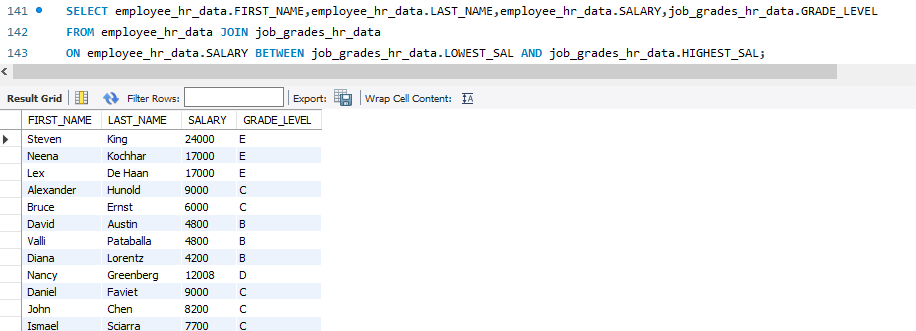 141 SELECT employee_hr_data.FIRST_NAME,employee_hr_data.LAST_NAME,employee_hr_data.SALARY,job_grades_hr_data.GRADE_LEVEL
142 FROM employee_hr_data JOIN job_grades_hr_data
143 ON employee_hr_data.SALARY BETWEEN job_grades_hr_data.LOWEST_SAL AND job_grades_hr_data.HIGHEST_SAL;
Result Grid Filter Rows: Export: Wrap Cell Content: IA
FIRST_NAME LAST_NAME SALARY GRADE_LEVEL
Steven King 24000 E
Neena Kochhar 17000 E
Lex De Haan 17000 E
Alexander Hunold 9000 C
Bruce Ernst 6000 C
David Austin 4800 B
Valli Pataballa 4800 B
Diana Lorentz 4200 B
Nancy Greenberg 12008 D
Daniel Faviet 9000 C
John Chen 8200 C
Ismael Sciarra 7700 C